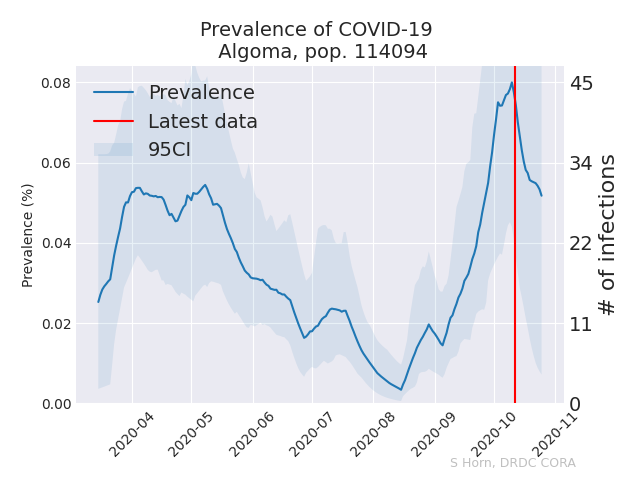 Prevalence of COVID-19
Algoma, pop. 114094
Prevalence
Latest data
95CI
Prevalence (%)
0.08
0.06
0.04
0.02
0.00
45
34
22
11
0
# of infections
2020-04
2020-05
2020-06
2020-07
2020-08
2020-09
2020-10
2020-11
S Horn, DRDC CORA